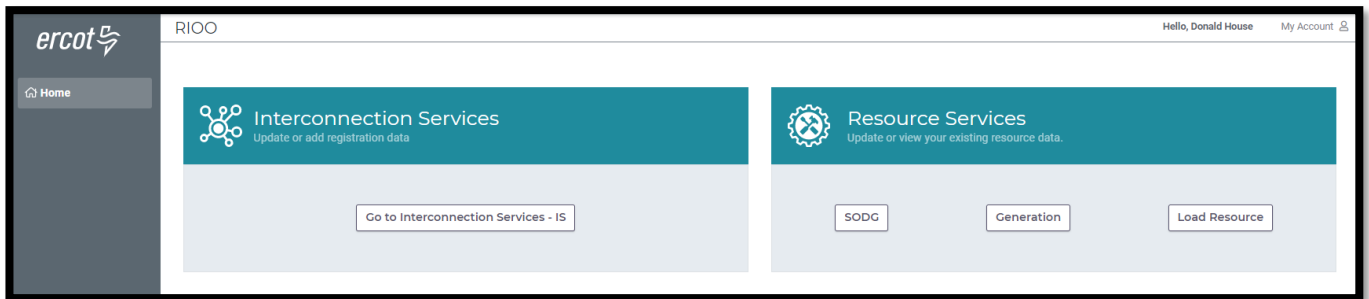 ercot
RIOO
Hello, Donald House
My Account
Home
Interconnection Services
Update or add registration data
Go to Interconnection Services - IS
Resource Services
Update or view your existing resource data.
SODG
Generation
Load Resource